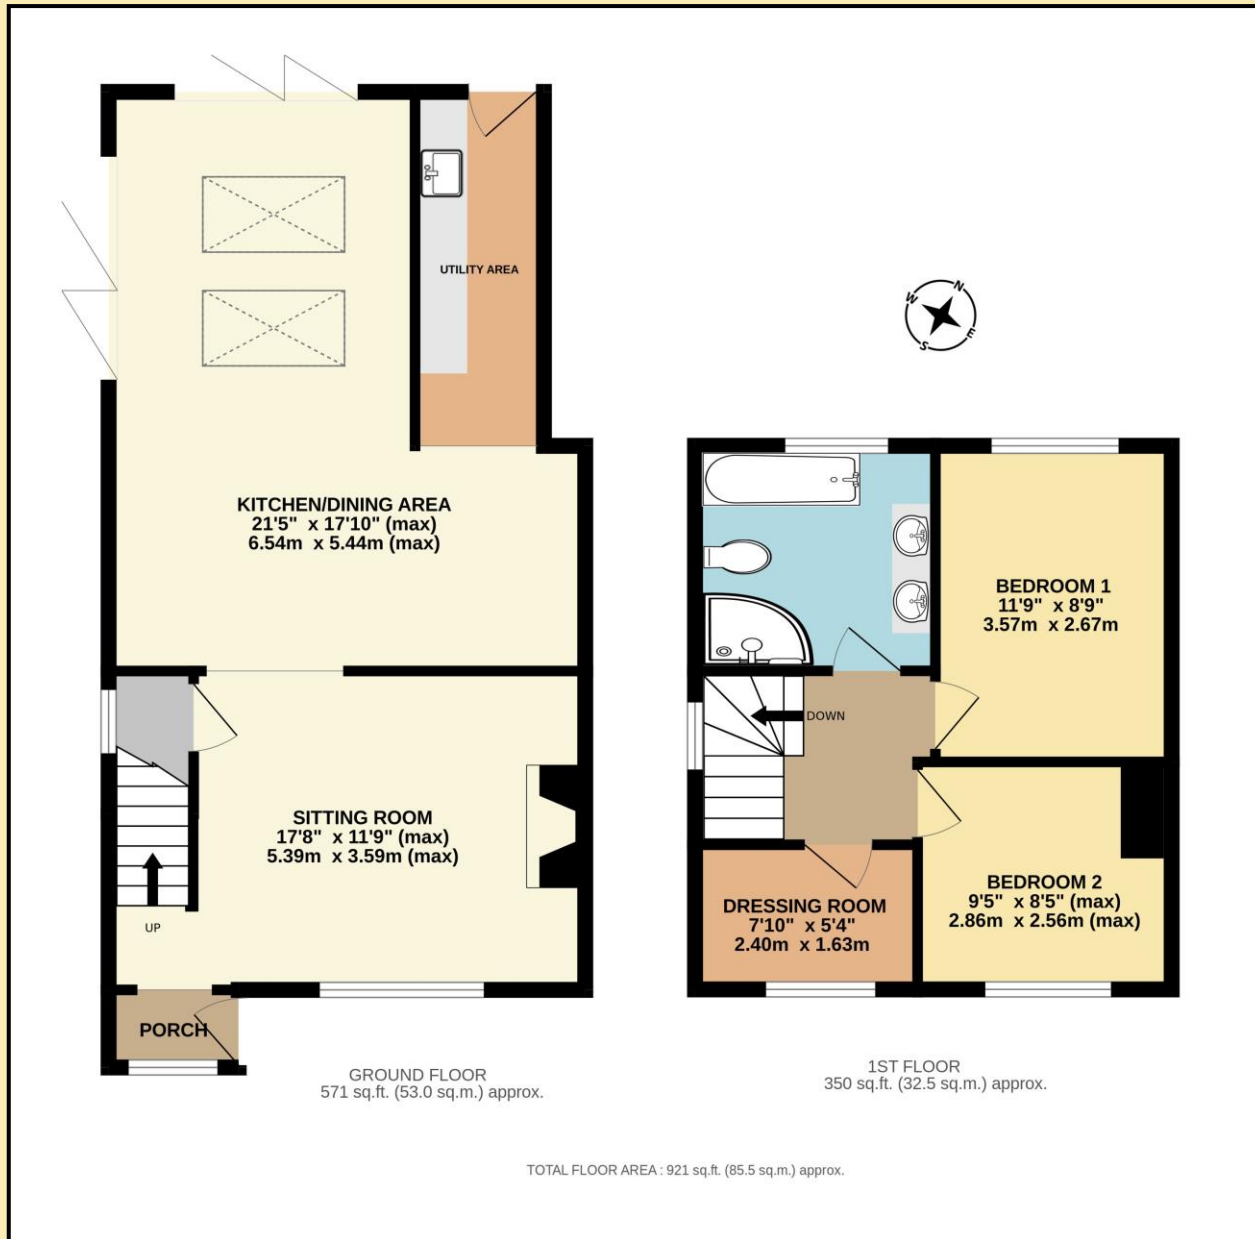 UTILITY AREA
N
W
E
S
KITCHEN/DINING AREA
21'5" x 17'10" (max)
6.54m x 5.44m (max)
BEDROOM 1
11'9" x 8'9"
3.57m x 2.67m
DOWN
SITTING ROOM
17'8" x 11'9" (max)
5.39m x 3.59m (max)
UP
BEDROOM 2
9'5" x 8'5" (max)
2.86m x 2.56m (max)
DRESSING ROOM
7'10" x 5'4"
2.40m x 1.63m
PORCH
GROUND FLOOR
571 sq.ft. (53.0 sq.m.) approx.
1ST FLOOR
350 sq.ft. (32.5 sq.m.) approx.
TOTAL FLOOR AREA : 921 sq.ft. (85.5 sq.m.) approx.